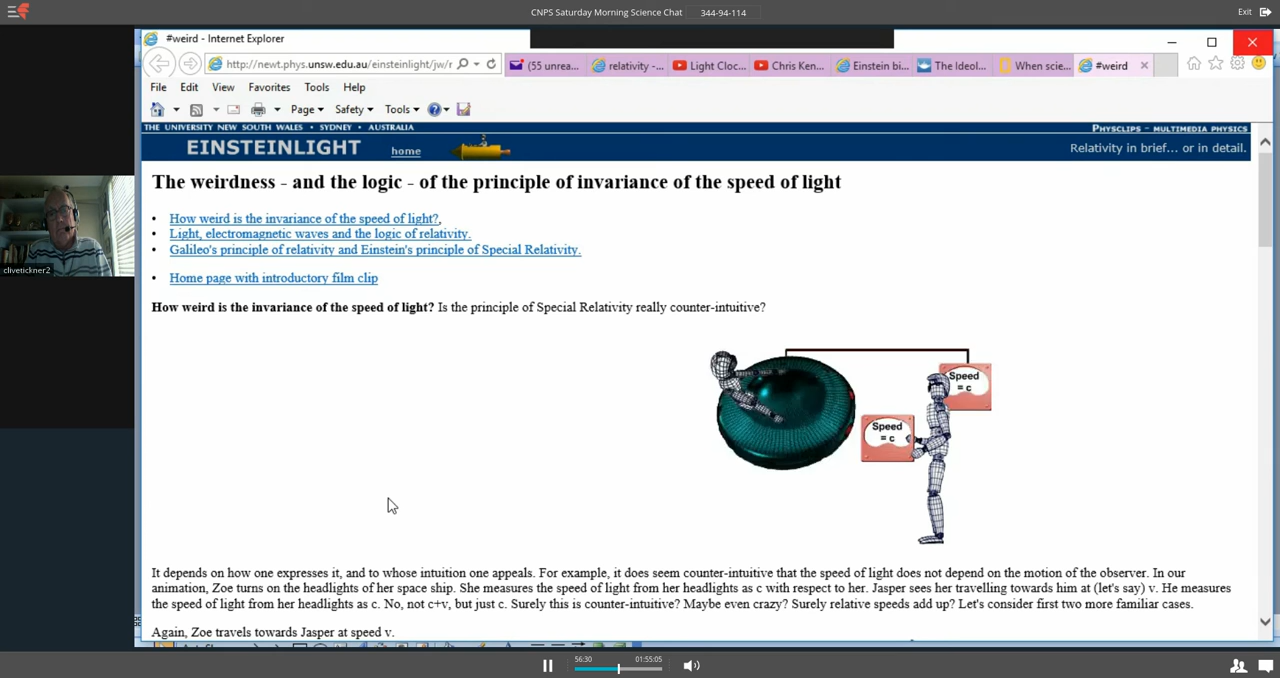 CNPS Saturday Morning Science Chat 344-94-114 Exit
#weird - Internet Explorer
http://newt.phys.unsw.edu.au/einsteinlight/jw/r (55 unrea... relativity -... Light Cloc... Chris Ken... Einstein bi... The Ideol... When scie... #weird
File Edit View Favorites Tools Help
Page Safety Tools
THE UNIVERSITY NEW SOUTH WALES • SYDNEY • AUSTRALIA PHYSCLIPS - MULTIMEDIA PHYSICS
EINSTEINLIGHT home Relativity in brief... or in detail.
The weirdness - and the logic - of the principle of invariance of the speed of light
• How weird is the invariance of the speed of light?,
• Light, electromagnetic waves and the logic of relativity.
• Galileo's principle of relativity and Einstein's principle of Special Relativity.
clivetickner2
• Home page with introductory film clip
How weird is the invariance of the speed of light? Is the principle of Special Relativity really counter-intuitive?
Speed
= c
Speed
= c
It depends on how one expresses it, and to whose intuition one appeals. For example, it does seem counter-intuitive that the speed of light does not depend on the motion of the observer. In our
animation, Zoe turns on the headlights of her space ship. She measures the speed of light from her headlights as c with respect to her. Jasper sees her travelling towards him at (let's say) v. He measures
the speed of light from her headlights as c. No, not c+v, but just c. Surely this is counter-intuitive? Maybe even crazy? Surely relative speeds add up? Let's consider first two more familiar cases.
Again, Zoe travels towards Jasper at speed v.
56:30 01:55:05